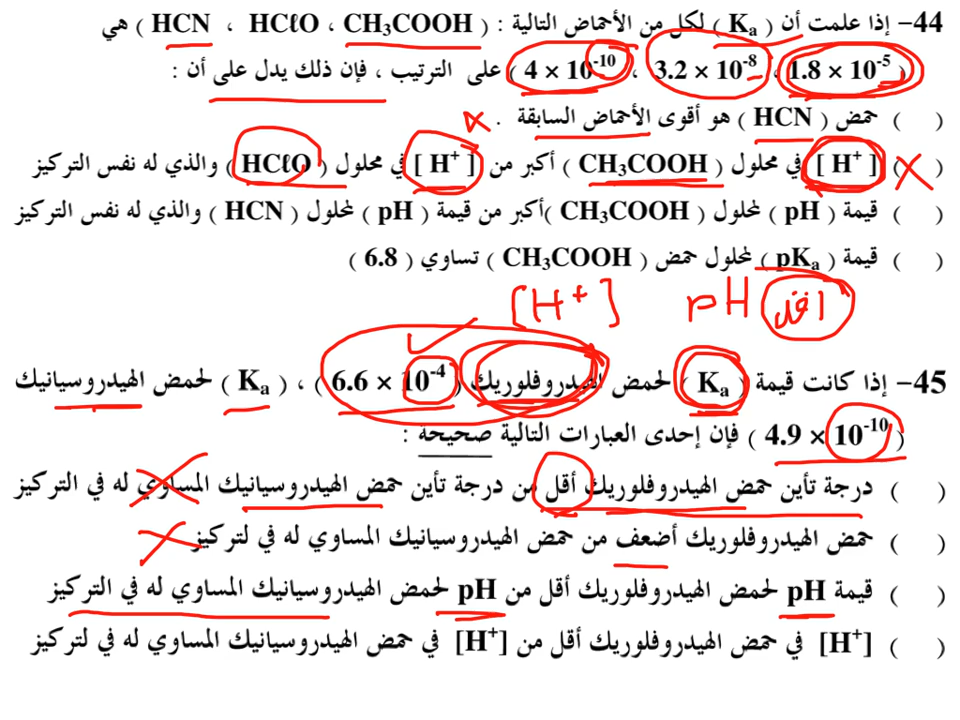 44– إذا علمت أن ( Kₐ ) لكل من الأحماض التالية : ( HCN ، HCℓO ، CH₃COOH ) هي
( 1.8 × 10⁻⁵ ، 3.2 × 10⁻⁸ ، 4 × 10⁻¹⁰ ) على الترتيب ، فإن ذلك يدل على أن :
( ) حمض ( HCN ) هو أقوى الأحماض السابقة .
( ) [ H⁺ ] في محلول ( CH₃COOH ) أكبر من [ H⁺ ] في محلول ( HCℓO ) والذي له نفس التركيز
( ) قيمة ( pH ) لمحلول ( CH₃COOH )أكبر من قيمة ( pH ) لمحلول ( HCN ) والذي له نفس التركيز
( ) قيمة ( pKₐ ) لمحلول حمض ( CH₃COOH ) تساوي ( 6.8 )
[H⁺] pH اقل
45– إذا كانت قيمة ( Kₐ ) لحمض الهيدروفلوريك ( 6.6 × 10⁻⁴ ) ، ( Kₐ ) لحمض الهيدروسيانيك
( 4.9 × 10⁻¹⁰ ) فإن إحدى العبارات التالية صحيحة :
( ) درجة تأين حمض الهيدروفلوريك أقل من درجة تأين حمض الهيدروسيانيك المساوي له في التركيز
( ) حمض الهيدروفلوريك أضعف من حمض الهيدروسيانيك المساوي له في لتركيز
( ) قيمة pH لحمض الهيدروفلوريك أقل من pH لحمض الهيدروسيانيك المساوي له في التركيز
( ) [H⁺] في حمض الهيدروفلوريك أقل من [H⁺] في حمض الهيدروسيانيك المساوي له في لتركيز